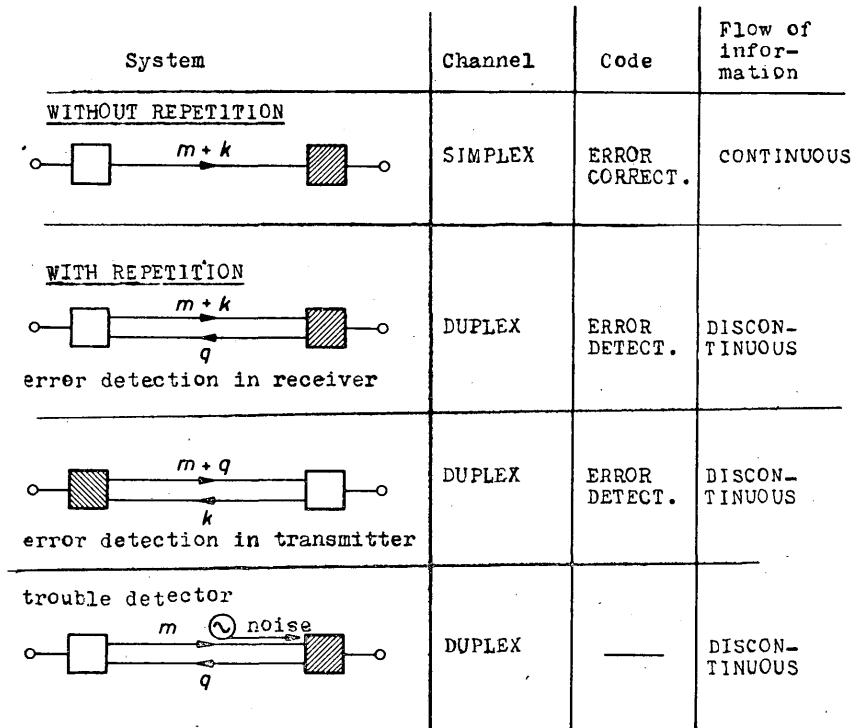 System
Channel
Code
Flow of
infor-
mation
WITHOUT REPETITION
m + k
SIMPLEX
ERROR
CORRECT.
CONTINUOUS
WITH REPETITION
m + k
q
error detection in receiver
DUPLEX
ERROR
DETECT.
DISCON-
TINUOUS
m + q
k
error detection in transmitter
DUPLEX
ERROR
DETECT.
DISCON-
TINUOUS
trouble detector
m
noise
q
DUPLEX
DISCON-
TINUOUS